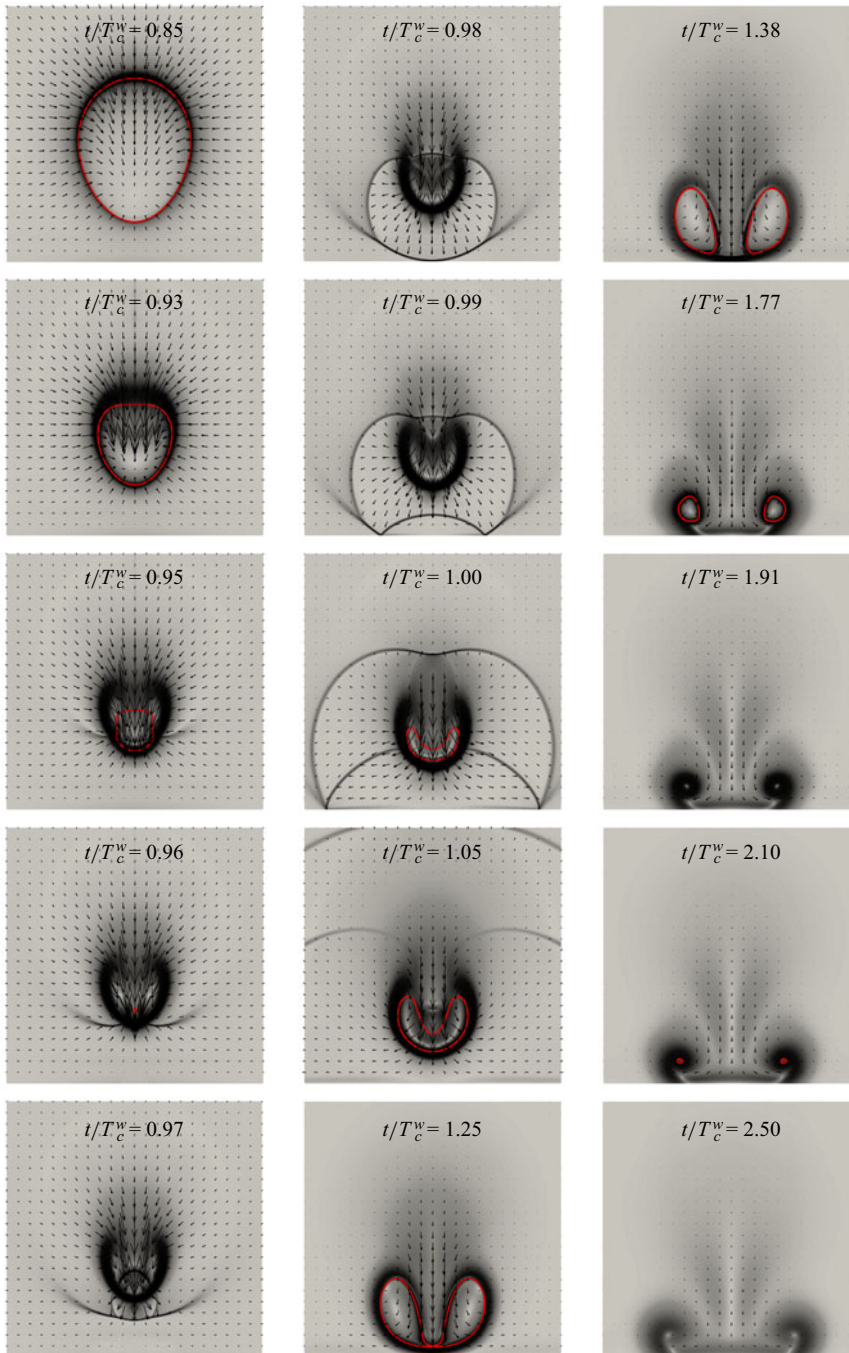 t/T_c^w = 0.85
t/T_c^w = 0.98
t/T_c^w = 1.38
t/T_c^w = 0.93
t/T_c^w = 0.99
t/T_c^w = 1.77
t/T_c^w = 0.95
t/T_c^w = 1.00
t/T_c^w = 1.91
t/T_c^w = 0.96
t/T_c^w = 1.05
t/T_c^w = 2.10
t/T_c^w = 0.97
t/T_c^w = 1.25
t/T_c^w = 2.50